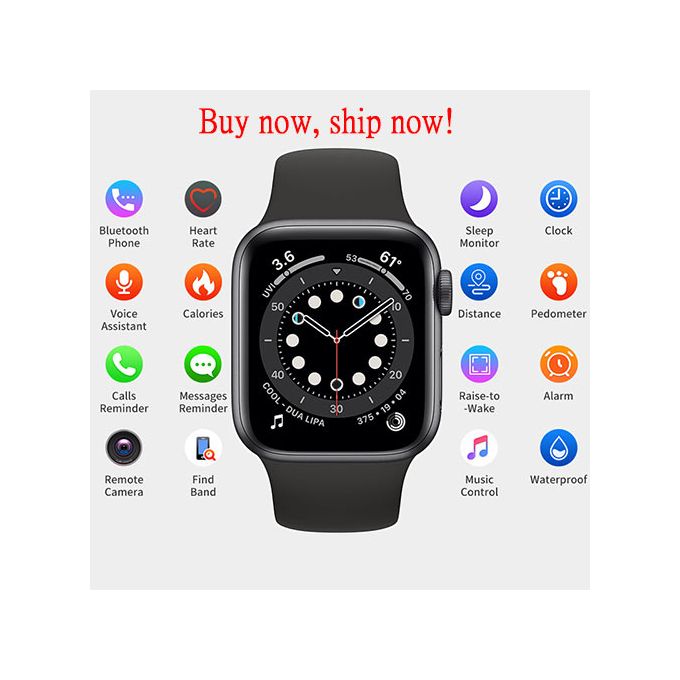 Buy now, ship now!
Bluetooth
Phone
Heart
Rate
Sleep
Monitor
Clock
Voice
Assistant
Calories
Distance
Pedometer
Calls
Reminder
Messages
Reminder
Raise-to
-Wake
Alarm
Remote
Camera
Find
Band
Music
Control
Waterproof
3.6
UVI
53
61°
70
50
10
40
20
30
COOL – DUA LIPA
375 • 19 • 04